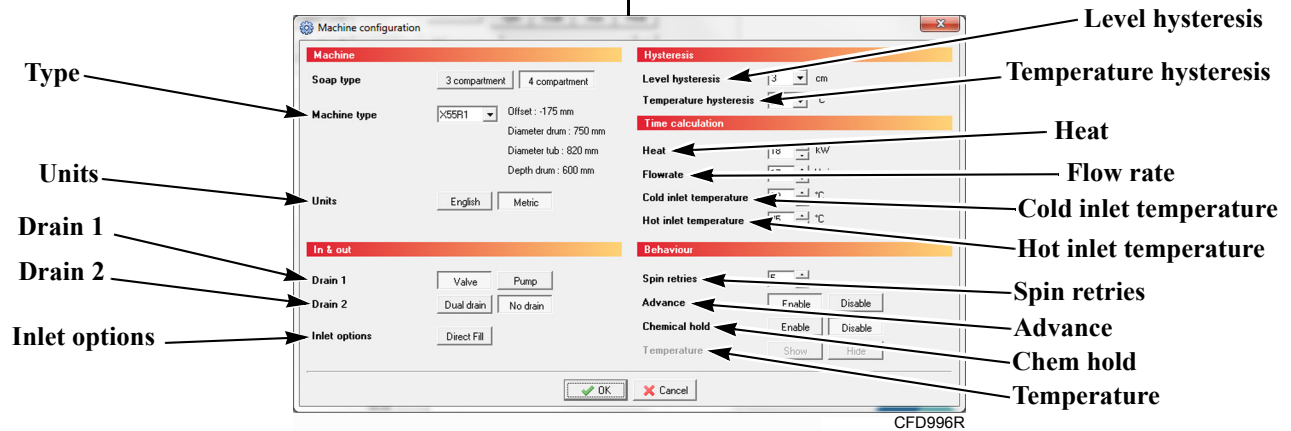 Machine configuration
Machine
Soap type 3 compartment 4 compartment
Machine type X55R1 Offset : -175 mm
Diameter drum : 750 mm
Diameter tub : 820 mm
Depth drum : 600 mm
Units English Metric
In & out
Drain 1 Valve Pump
Drain 2 Dual drain No drain
Inlet options Direct Fill
Hysteresis
Level hysteresis 3 cm
Temperature hysteresis
Time calculation
Heat 18 kW
Flowrate
Cold inlet temperature °C
Hot inlet temperature °C
Behaviour
Spin retries
Advance Enable Disable
Chemical hold Enable Disable
Temperature Show Hide
OK Cancel
Type
Units
Drain 1
Drain 2
Inlet options
Level hysteresis
Temperature hysteresis
Heat
Flow rate
Cold inlet temperature
Hot inlet temperature
Spin retries
Advance
Chem hold
Temperature
CFD996R